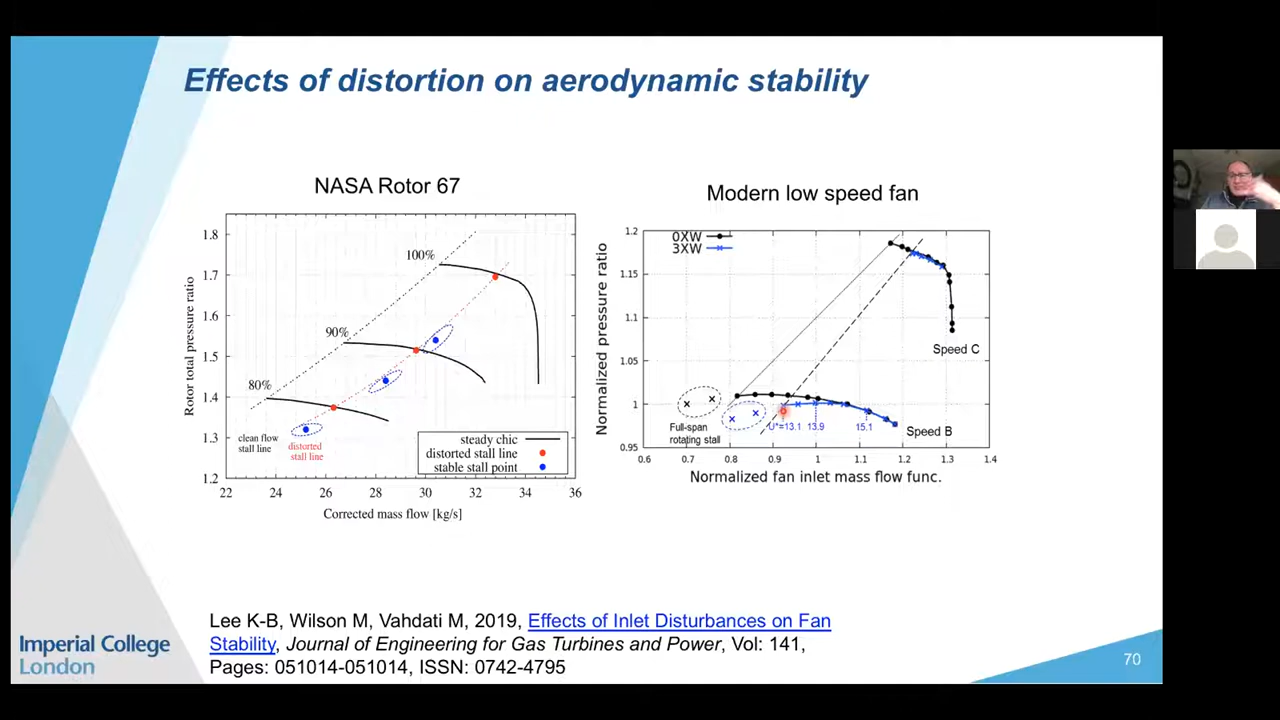 Effects of distortion on aerodynamic stability
NASA Rotor 67
Rotor total pressure ratio
1.8
1.7
1.6
1.5
1.4
1.3
1.2
100%
90%
80%
clean flow
stall line
distorted
stall line
steady chic
distorted stall line
stable stall point
22 24 26 28 30 32 34 36
Corrected mass flow [kg/s]
Modern low speed fan
Normalized pressure ratio
1.2
1.15
1.1
1.05
1
0.95
0XW
3XW
Speed C
Full-span
rotating stall
U*=13.1 13.9 15.1
Speed B
0.6 0.7 0.8 0.9 1 1.1 1.2 1.3 1.4
Normalized fan inlet mass flow func.
Lee K-B, Wilson M, Vahdati M, 2019, Effects of Inlet Disturbances on Fan
Stability, Journal of Engineering for Gas Turbines and Power, Vol: 141,
Pages: 051014-051014, ISSN: 0742-4795
Imperial College
London
70